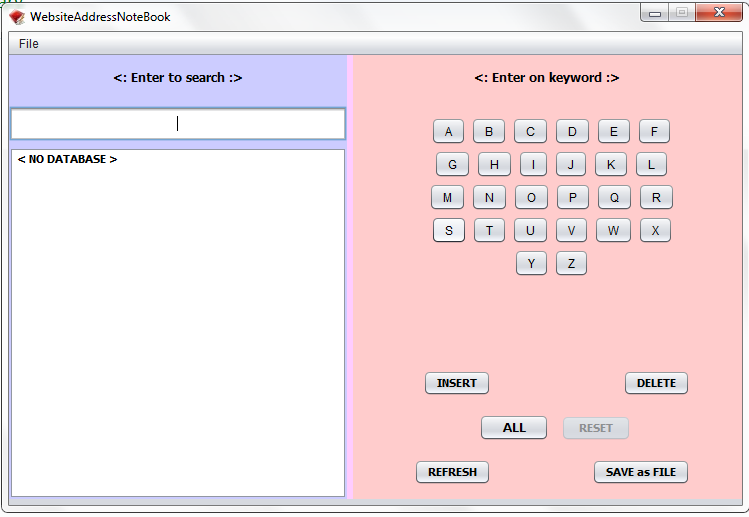 WebsiteAddressNoteBook
File
<: Enter to search :>
< NO DATABASE >
<: Enter on keyword :>
A B C D E F
G H I J K L
M N O P Q R
S T U V W X
Y Z
INSERT DELETE
ALL RESET
REFRESH SAVE as FILE